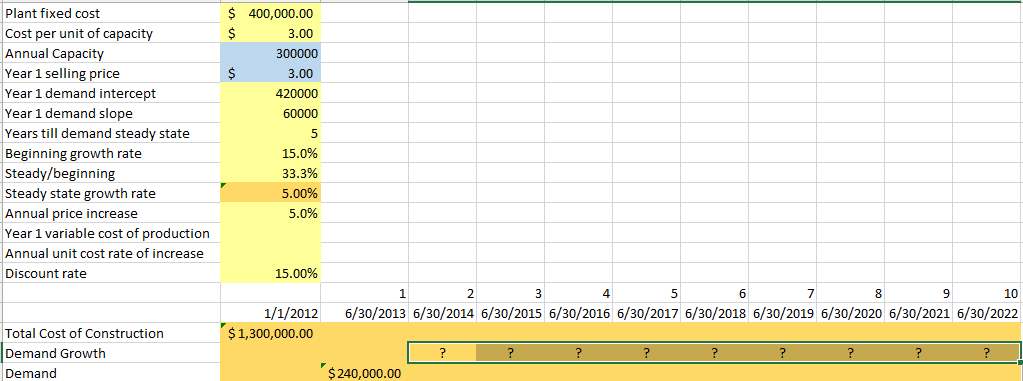 Plant fixed cost $ 400,000.00
Cost per unit of capacity $ 3.00
Annual Capacity 300000
Year 1 selling price $ 3.00
Year 1 demand intercept 420000
Year 1 demand slope 60000
Years till demand steady state 5
Beginning growth rate 15.0%
Steady/beginning 33.3%
Steady state growth rate 5.00%
Annual price increase 5.0%
Year 1 variable cost of production
Annual unit cost rate of increase
Discount rate 15.00%
1 2 3 4 5 6 7 8 9 10
1/1/2012 6/30/2013 6/30/2014 6/30/2015 6/30/2016 6/30/2017 6/30/2018 6/30/2019 6/30/2020 6/30/2021 6/30/2022
Total Cost of Construction $ 1,300,000.00
Demand Growth ? ? ? ? ? ? ? ? ?
Demand $ 240,000.00